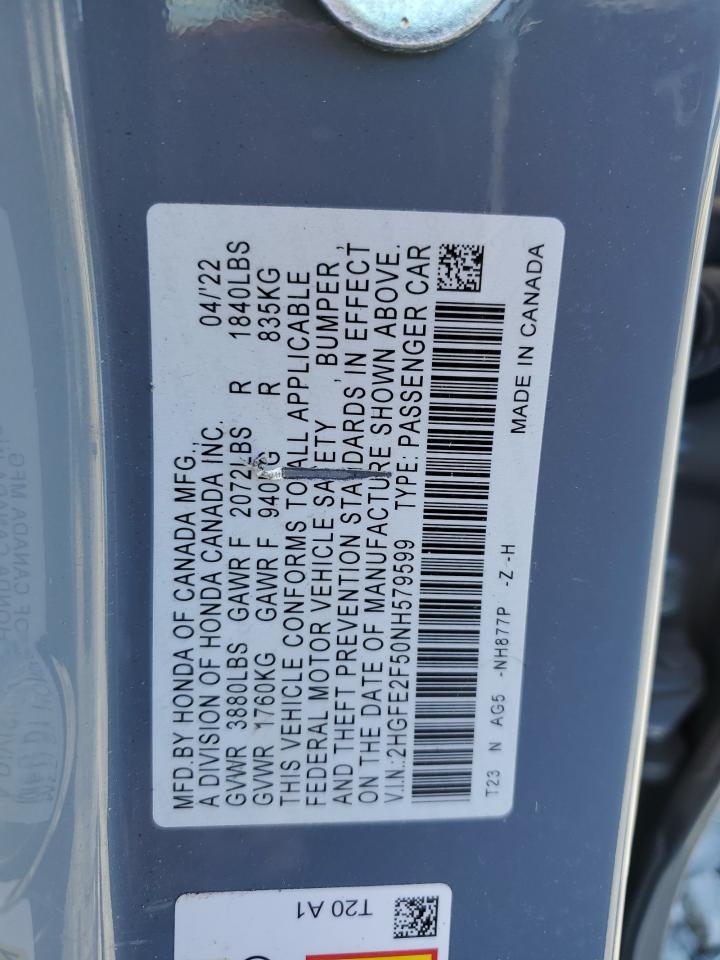 MFD. BY HONDA OF CANADA MFG.,
A DIVISION OF HONDA CANADA INC. 04/'22
GVWR 3880LBS GAWR F 2072LBS R 1840LBS
GVWR 1760KG GAWR F 940KG R 835KG
THIS VEHICLE CONFORMS TO ALL APPLICABLE
FEDERAL MOTOR VEHICLE SAFETY, BUMPER,
AND THEFT PREVENTION STANDARDS IN EFFECT
ON THE DATE OF MANUFACTURE SHOWN ABOVE.
V.I.N.:2HGFE2F50NH579599 TYPE: PASSENGER CAR
T23 N AG5 -NH877P -Z -H
MADE IN CANADA
T20 A1